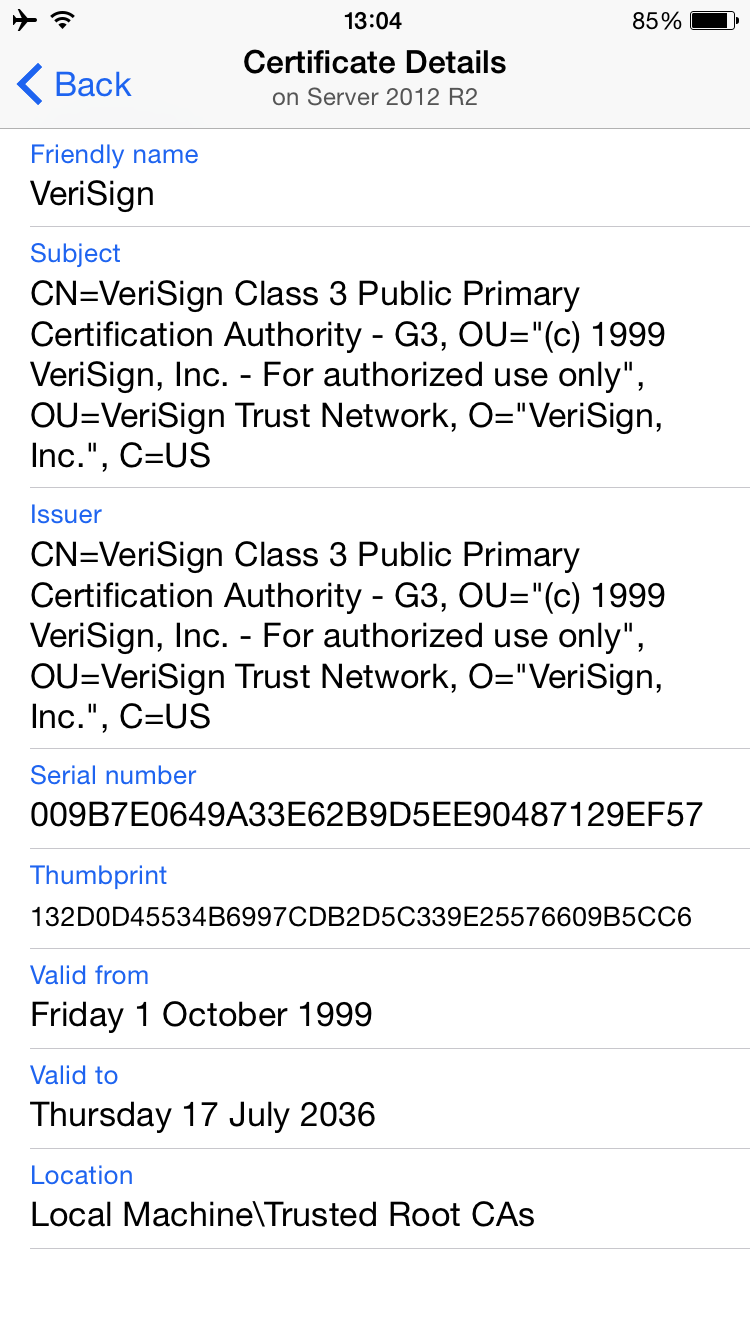 13:04
85%
Back
Certificate Details
on Server 2012 R2
Friendly name
VeriSign
Subject
CN=VeriSign Class 3 Public Primary
Certification Authority - G3, OU="(c) 1999
VeriSign, Inc. - For authorized use only",
OU=VeriSign Trust Network, O="VeriSign,
Inc.", C=US
Issuer
CN=VeriSign Class 3 Public Primary
Certification Authority - G3, OU="(c) 1999
VeriSign, Inc. - For authorized use only",
OU=VeriSign Trust Network, O="VeriSign,
Inc.", C=US
Serial number
009B7E0649A33E62B9D5EE90487129EF57
Thumbprint
132D0D45534B6997CDB2D5C339E25576609B5CC6
Valid from
Friday 1 October 1999
Valid to
Thursday 17 July 2036
Location
Local Machine\Trusted Root CAs